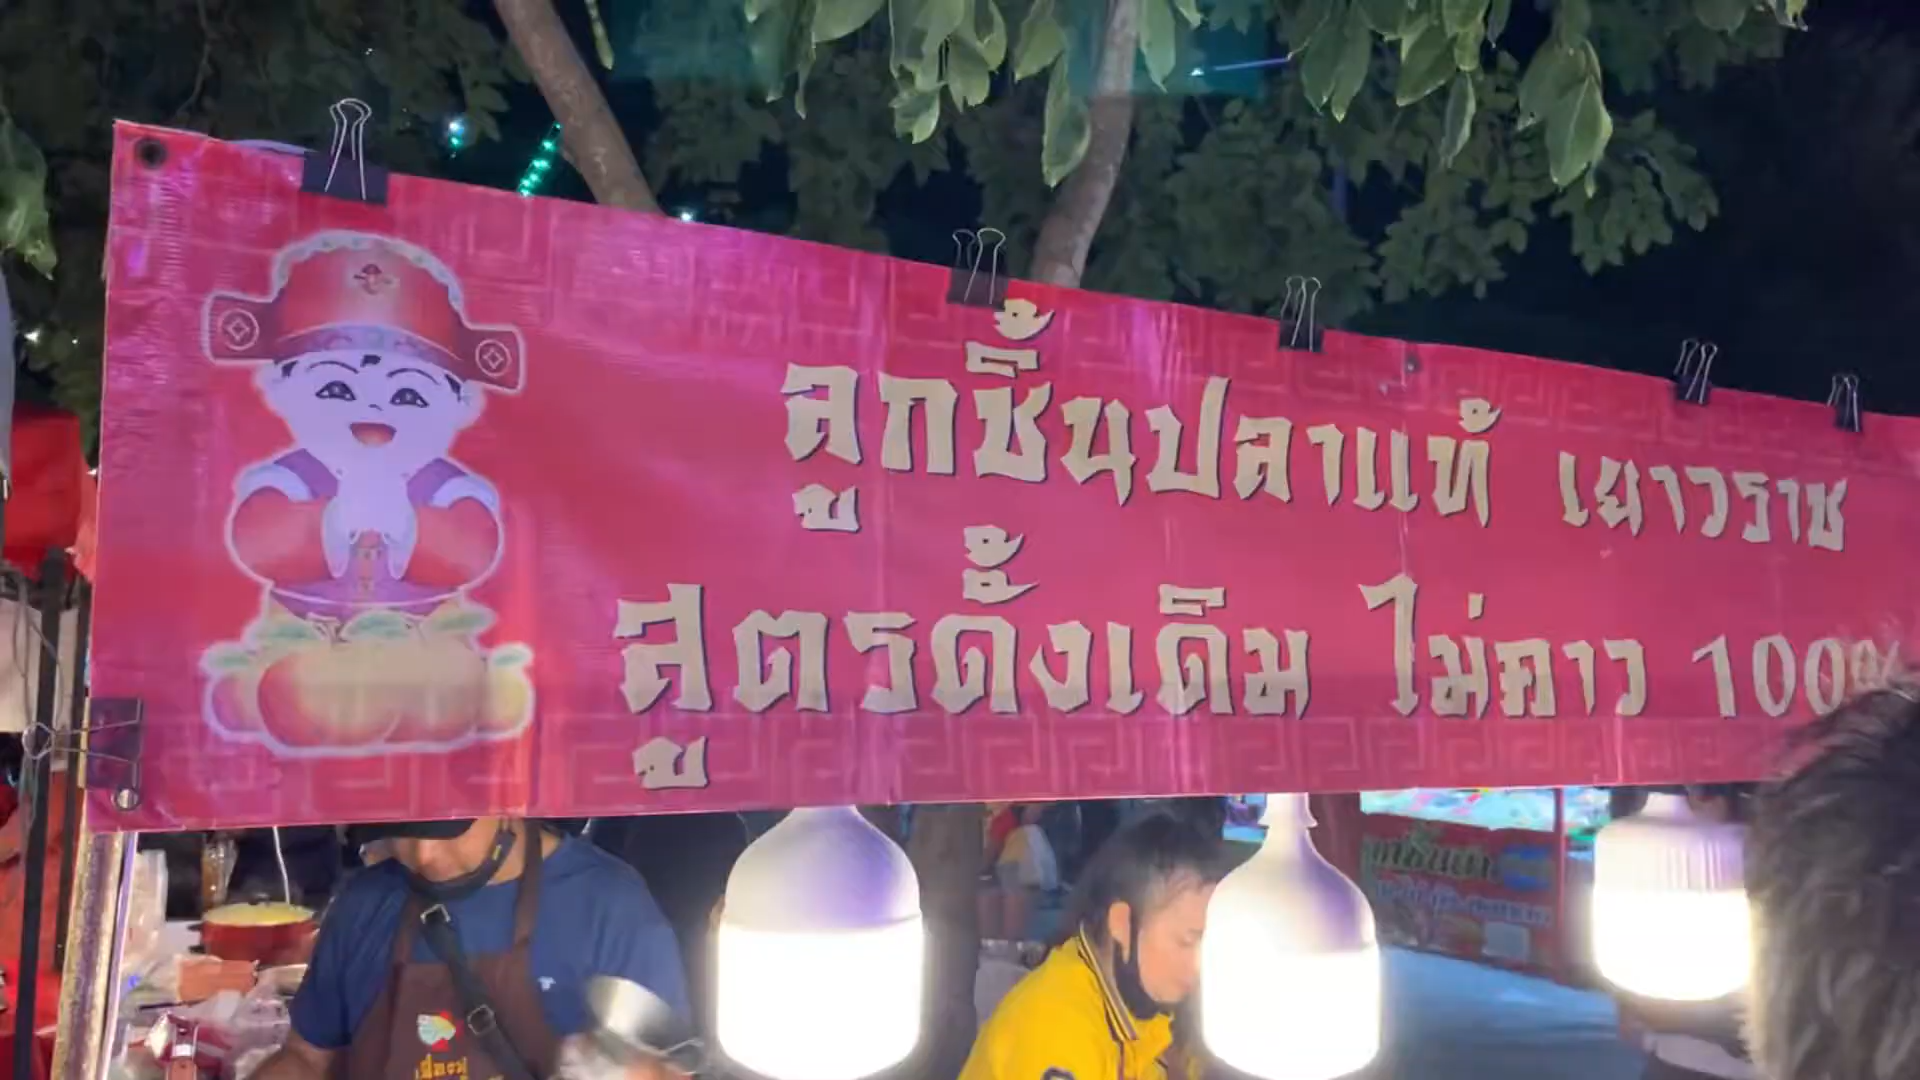 ลูกชิ้นปลาแท้ เยาวราช
สูตรดั้งเดิม ไม่คาว 100%